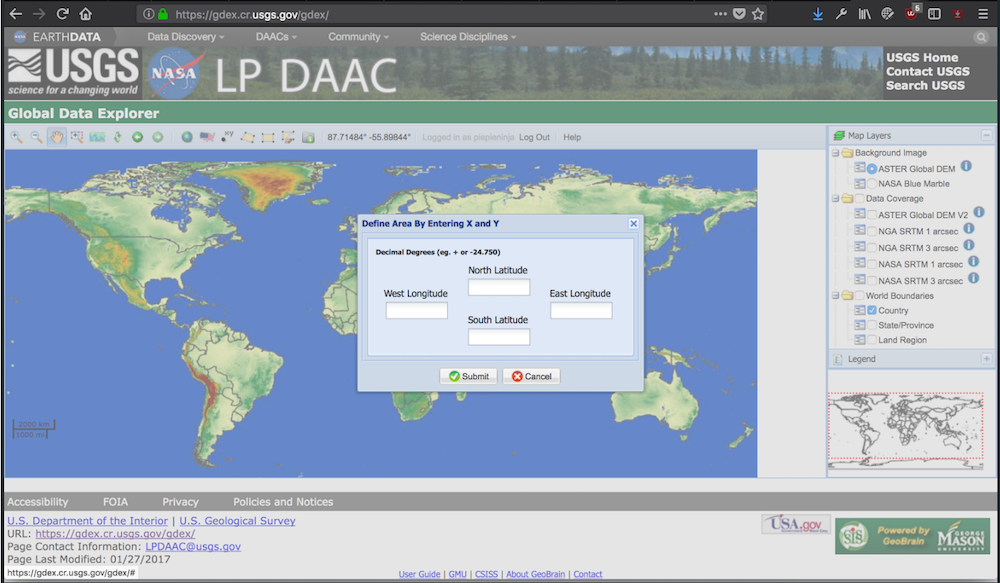 https://gdex.cr.usgs.gov/gdex/
5
EARTHDATA Data Discovery DAACs Community Science Disciplines
USGS
science for a changing world
NASA
LP DAAC
USGS Home
Contact USGS
Search USGS
Global Data Explorer
XY 87.71484° -55.89844° Logged in as piepieninja Log Out Help
Map Layers
Background Image
ASTER Global DEM
NASA Blue Marble
Data Coverage
ASTER Global DEM V2
NGA SRTM 1 arcsec
NGA SRTM 3 arcsec
NASA SRTM 1 arcsec
NASA SRTM 3 arcsec
World Boundaries
Country
State/Province
Land Region
Legend
Define Area By Entering X and Y
Decimal Degrees (eg. + or -24.750)
North Latitude
West Longitude East Longitude
South Latitude
Submit Cancel
2000 km
1000 mi
Accessibility FOIA Privacy Policies and Notices
U.S. Department of the Interior | U.S. Geological Survey
URL: https://gdex.cr.usgs.gov/gdex/
Page Contact Information: LPDAAC@usgs.gov
Page Last Modified: 01/27/2017
https://gdex.cr.usgs.gov/gdex/#
USA.gov
SIS
Powered by
GeoBrain
GEORGE
MASON
UNIVERSITY
User Guide | GMU | CSISS | About GeoBrain | Contact